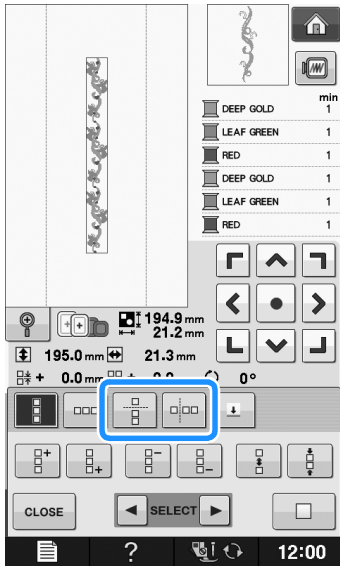 min
DEEP GOLD 1
LEAF GREEN 1
RED 1
DEEP GOLD 1
LEAF GREEN 1
RED 1
194.9 mm
21.2 mm
195.0 mm 21.3 mm
+ 0.0 mm +
0°
CLOSE SELECT
? 12:00